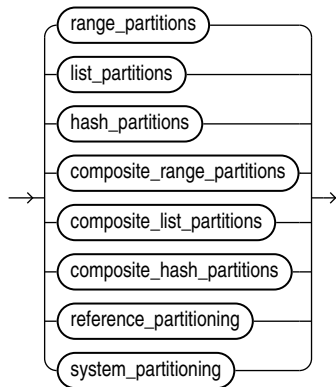 range_partitions
list_partitions
hash_partitions
composite_range_partitions
composite_list_partitions
composite_hash_partitions
reference_partitioning
system_partitioning